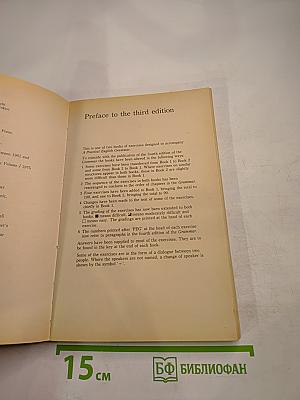 Preface to the third edition
This is one of two books of exercises designed to accompany
A Practical English Grammar.
To coincide with the publication of the fourth edition of the
Grammar the books have been altered in the following ways:
1 Some exercises have been transferred from Book 1 to Book 2
and some from Book 2 to Book 1. Where exercises on similar
sources appear in both books, those in Book 2 are slightly
more difficult than those in Book 1.
2 The sequence of the exercises in both books has been
rearranged to conform to the order of chapters in the Grammar.
3 Four exercises have been added to Book 1, bringing the total to
100, and one to Book 2, bringing the total to 90.
4 Changes have been made to the text of some of the exercises,
chiefly in Book 1.
5 The grading of the exercises has now been extended to both
books: ■ means difficult, means moderately difficult and
□ means easy. The gradings are printed at the head of each
exercise.
6 The numbers printed after 'PEG' at the head of each exercise
now refer to paragraphs in the fourth edition of the Grammar.
Answers have been supplied to most of the exercises. They are to
be found in the key at the end of each book.
Some of the exercises are in the form of a dialogue between two
people. Where the speakers are not named, a change of speaker is
shown by the symbol '~'.
15 см
БФ БИБЛИОФАН